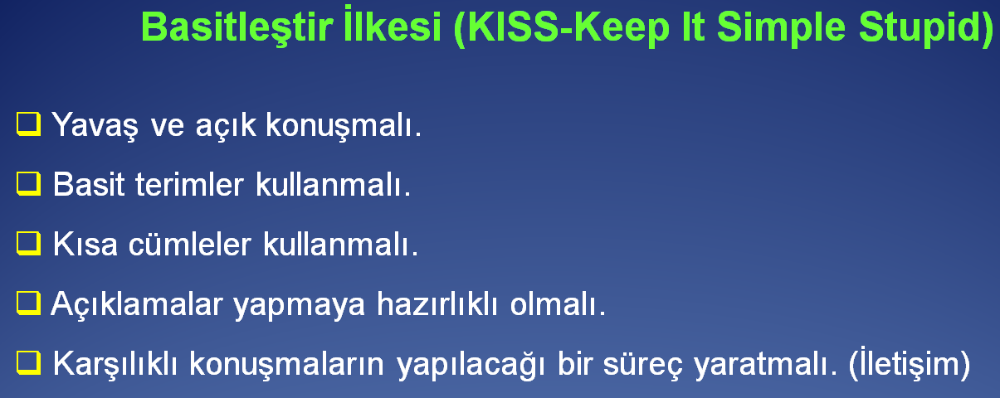 Basitleştir İlkesi (KISS-Keep It Simple Stupid)
Yavaş ve açık konuşmalı.
Basit terimler kullanmalı.
Kısa cümleler kullanmalı.
Açıklamalar yapmaya hazırlıklı olmalı.
Karşılıklı konuşmaların yapılacağı bir süreç yaratmalı. (İletişim)